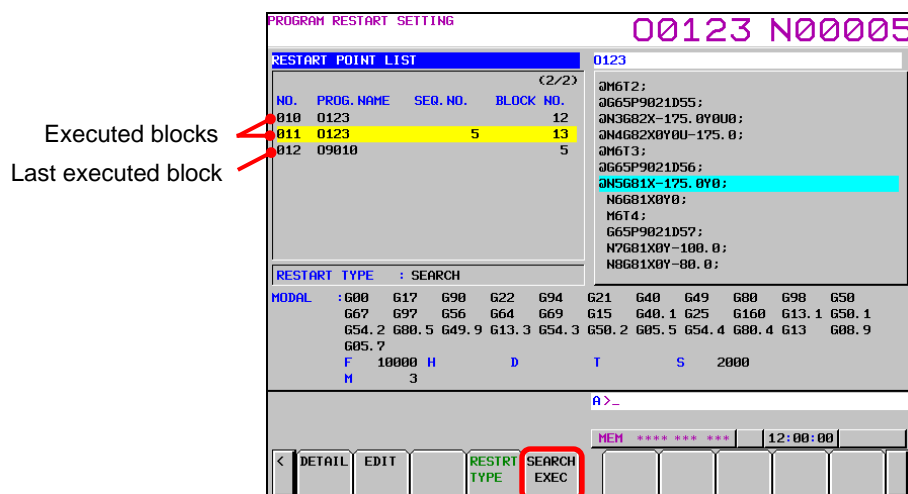 PROGRAM RESTART SETTING
O0123 N00005
RESTART POINT LIST
(2/2)
NO. PROG.NAME SEQ.NO. BLOCK NO.
010 O123 12
011 O123 5 13
012 O9010 5
Executed blocks
Last executed block
RESTART TYPE : SEARCH
O123
@M6T2;
@G65P9021D55;
@N3G82X-175.0Y0U0;
@N4G82X0Y0U-175.0;
@M6T3;
@G65P9021D56;
@N5G81X-175.0Y0;
N6G81X0Y0;
M6T4;
G65P9021D57;
N7G81X0Y-100.0;
N8G81X0Y-80.0;
MODAL :G00 G17 G90 G22 G94 G21 G40 G49 G80 G98 G50
G67 G97 G56 G64 G69 G15 G40.1 G25 G160 G13.1 G50.1
G54.2 G80.5 G49.9 G13.3 G54.3 G50.2 G05.5 G54.4 G80.4 G13 G08.9
G05.7
F 10000 H D T S 2000
M 3
A>_
MEM **** *** *** 12:00:00
< DETAIL EDIT RESTRT TYPE SEARCH EXEC